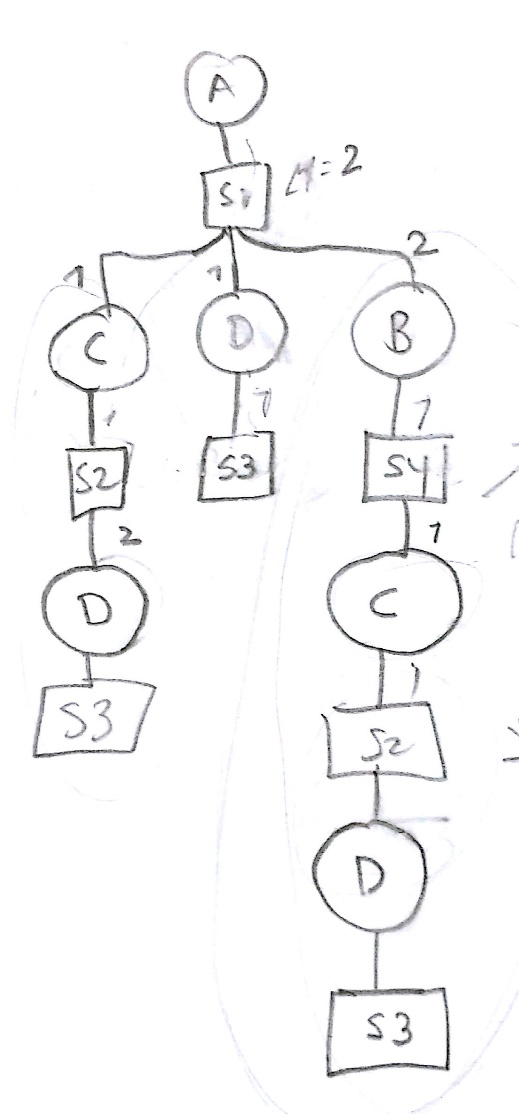 A
S1 M=2
1 1 2
C D B
1 1 1
S2 S3 S4
2 1
D C
S3 1
S2
D
S3